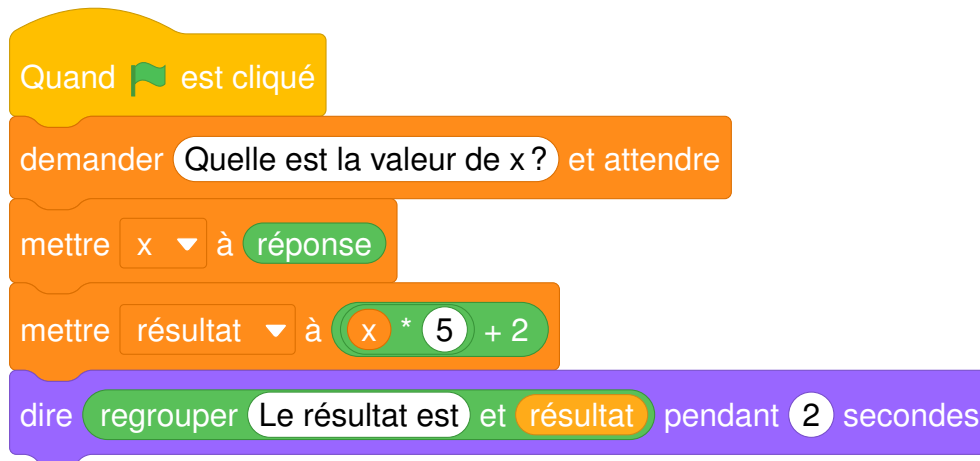 Quand est cliqué
demander Quelle est la valeur de x ? et attendre
mettre x à réponse
mettre résultat à x * 5 + 2
dire regrouper Le résultat est et résultat pendant 2 secondes